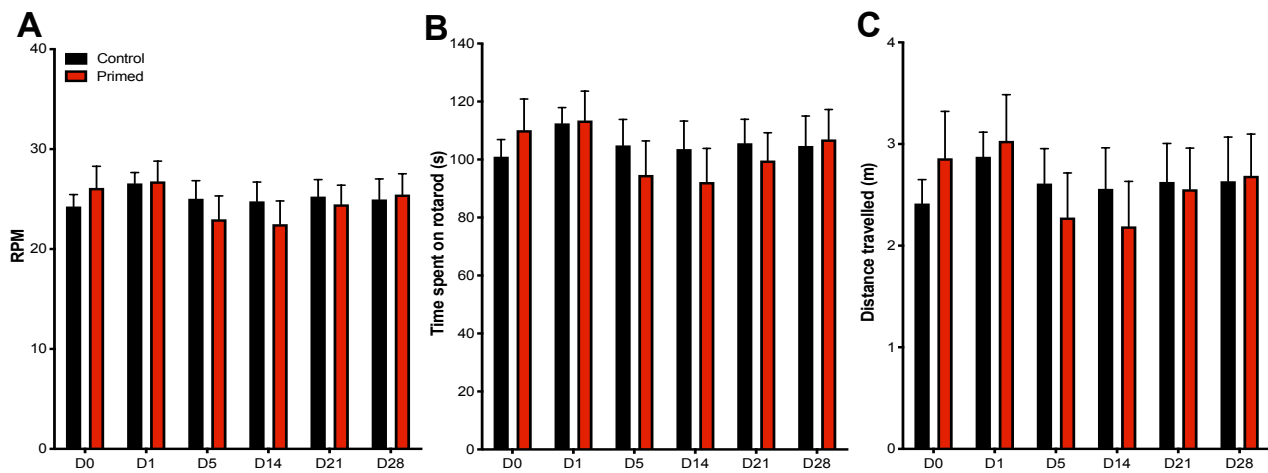 A
RPM
40
30
20
10
0
Control
Primed
D0 D1 D5 D14 D21 D28
B
Time spent on rotarod (s)
140
120
100
80
60
40
20
0
D0 D1 D5 D14 D21 D28
C
Distance travelled (m)
4
3
2
1
0
D0 D1 D5 D14 D21 D28